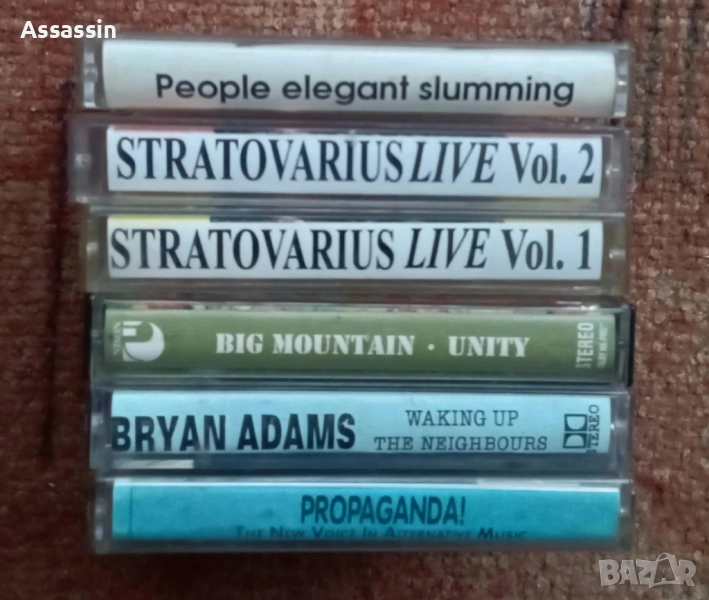 Assassin
People elegant slumming
STRATOVARIUS LIVE Vol. 2
STRATOVARIUS LIVE Vol. 1
BIG MOUNTAIN · UNITY
STEREO
BRYAN ADAMS
WAKING UP
THE NEIGHBOURS
STEREO
PROPAGANDA!
THE NEW VOICE IN ALTERNATIVE MUSIC
BAZAR